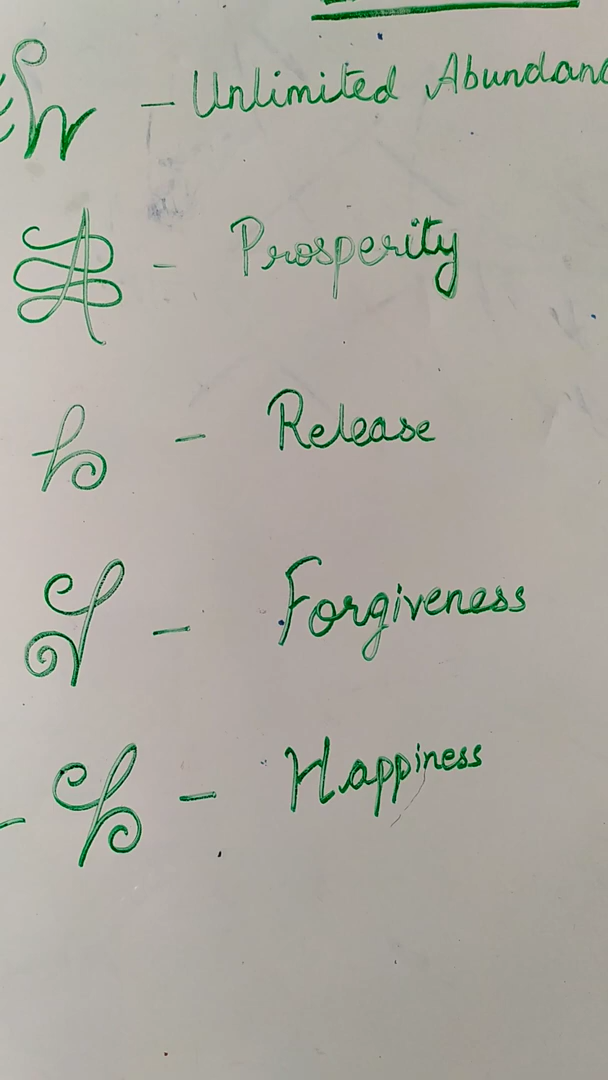 — Unlimited Abundanc
- Prosperity
- Release
- Forgiveness
- Happiness